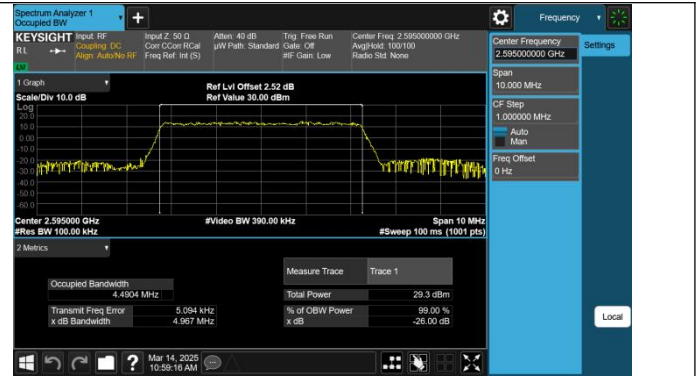 Spectrum Analyzer 1
Occupied BW
Frequency
KEYSIGHT Input: RF Input Z: 50 Ω Atten: 40 dB Trig: Free Run Center Freq: 2.595000000 GHz
RL Coupling: DC Corr CCorr RCal µW Path: Standard Gate: Off Avg|Hold: 100/100
Align: Auto/No RF Freq Ref: Int (S) #IF Gain: Low Radio Std: None
LW
Center Frequency
2.595000000 GHz
Settings
Span
10.000 MHz
CF Step
1.000000 MHz
Auto
Man
Freq Offset
0 Hz
1 Graph
Scale/Div 10.0 dB
Ref Lvl Offset 2.52 dB
Ref Value 30.00 dBm
Log
20.0
10.0
0.00
-10.0
-20.0
-30.0
-40.0
-50.0
-60.0
Center 2.595000 GHz #Video BW 390.00 kHz Span 10 MHz
#Res BW 100.00 kHz #Sweep 100 ms (1001 pts)
2 Metrics
Measure Trace Trace 1
Occupied Bandwidth
4.4904 MHz
Total Power 29.3 dBm
Transmit Freq Error 5.094 kHz % of OBW Power 99.00 %
x dB Bandwidth 4.967 MHz x dB -26.00 dB
Local
Mar 14, 2025
10:59:16 AM